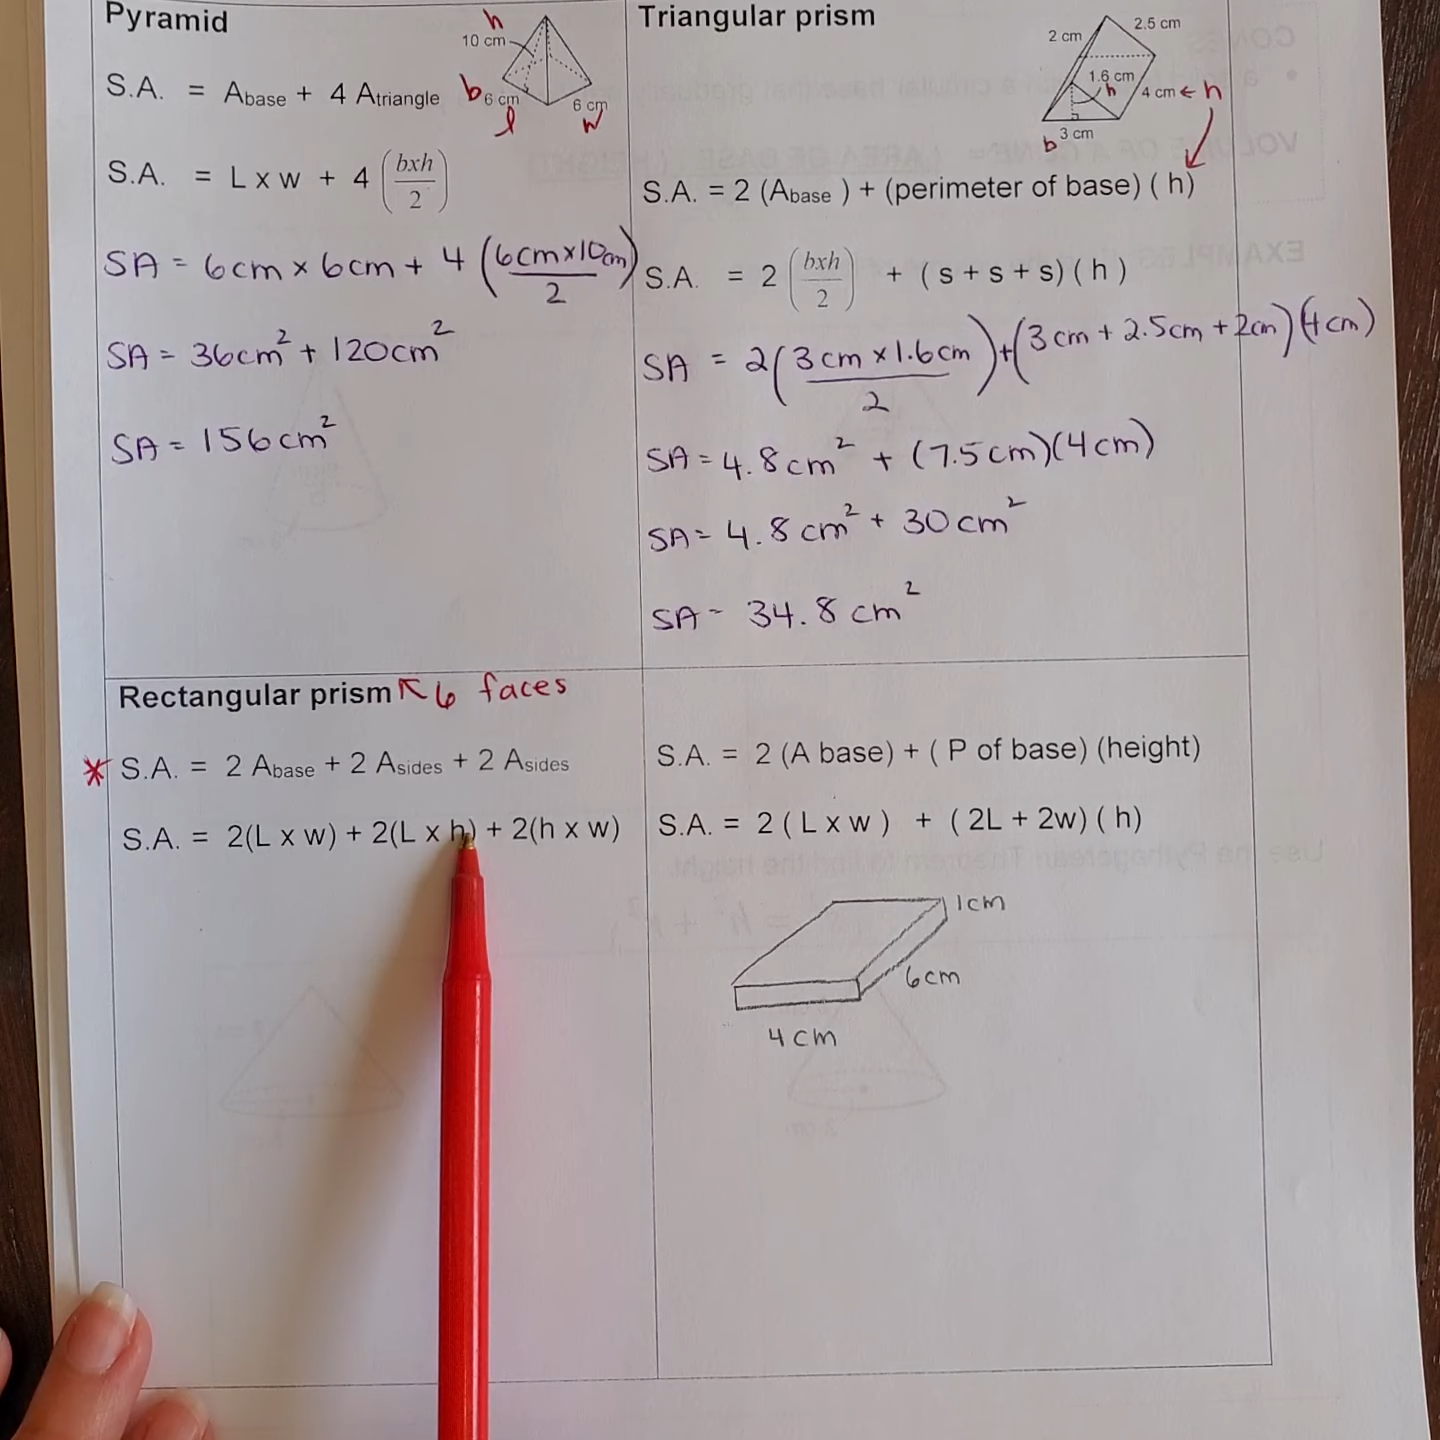 Pyramid
h
10 cm
b 6 cm
l
6 cm
w
S.A. = Abase + 4 Atriangle
S.A. = L x w + 4 (bxh/2)
SA = 6cm × 6cm + 4 (6cm×10cm/2)
SA = 36cm² + 120cm²
SA = 156cm²
Triangular prism
2 cm
2.5 cm
1.6 cm
h
4 cm ← h
b 3 cm
S.A. = 2 (Abase ) + (perimeter of base) ( h)
S.A. = 2 (bxh/2) + ( s + s + s) ( h )
SA = 2(3cm × 1.6cm/2) + (3cm + 2.5cm + 2cm)(4cm)
SA = 4.8cm² + (7.5cm)(4cm)
SA = 4.8cm² + 30cm²
SA - 34.8 cm²
Rectangular prism ↖ 6 faces
* S.A. = 2 Abase + 2 Asides + 2 Asides
S.A. = 2(L x w) + 2(L x h) + 2(h x w)
S.A. = 2 (A base) + ( P of base) (height)
S.A. = 2 ( L x w ) + ( 2L + 2w) ( h)
1cm
6cm
4cm